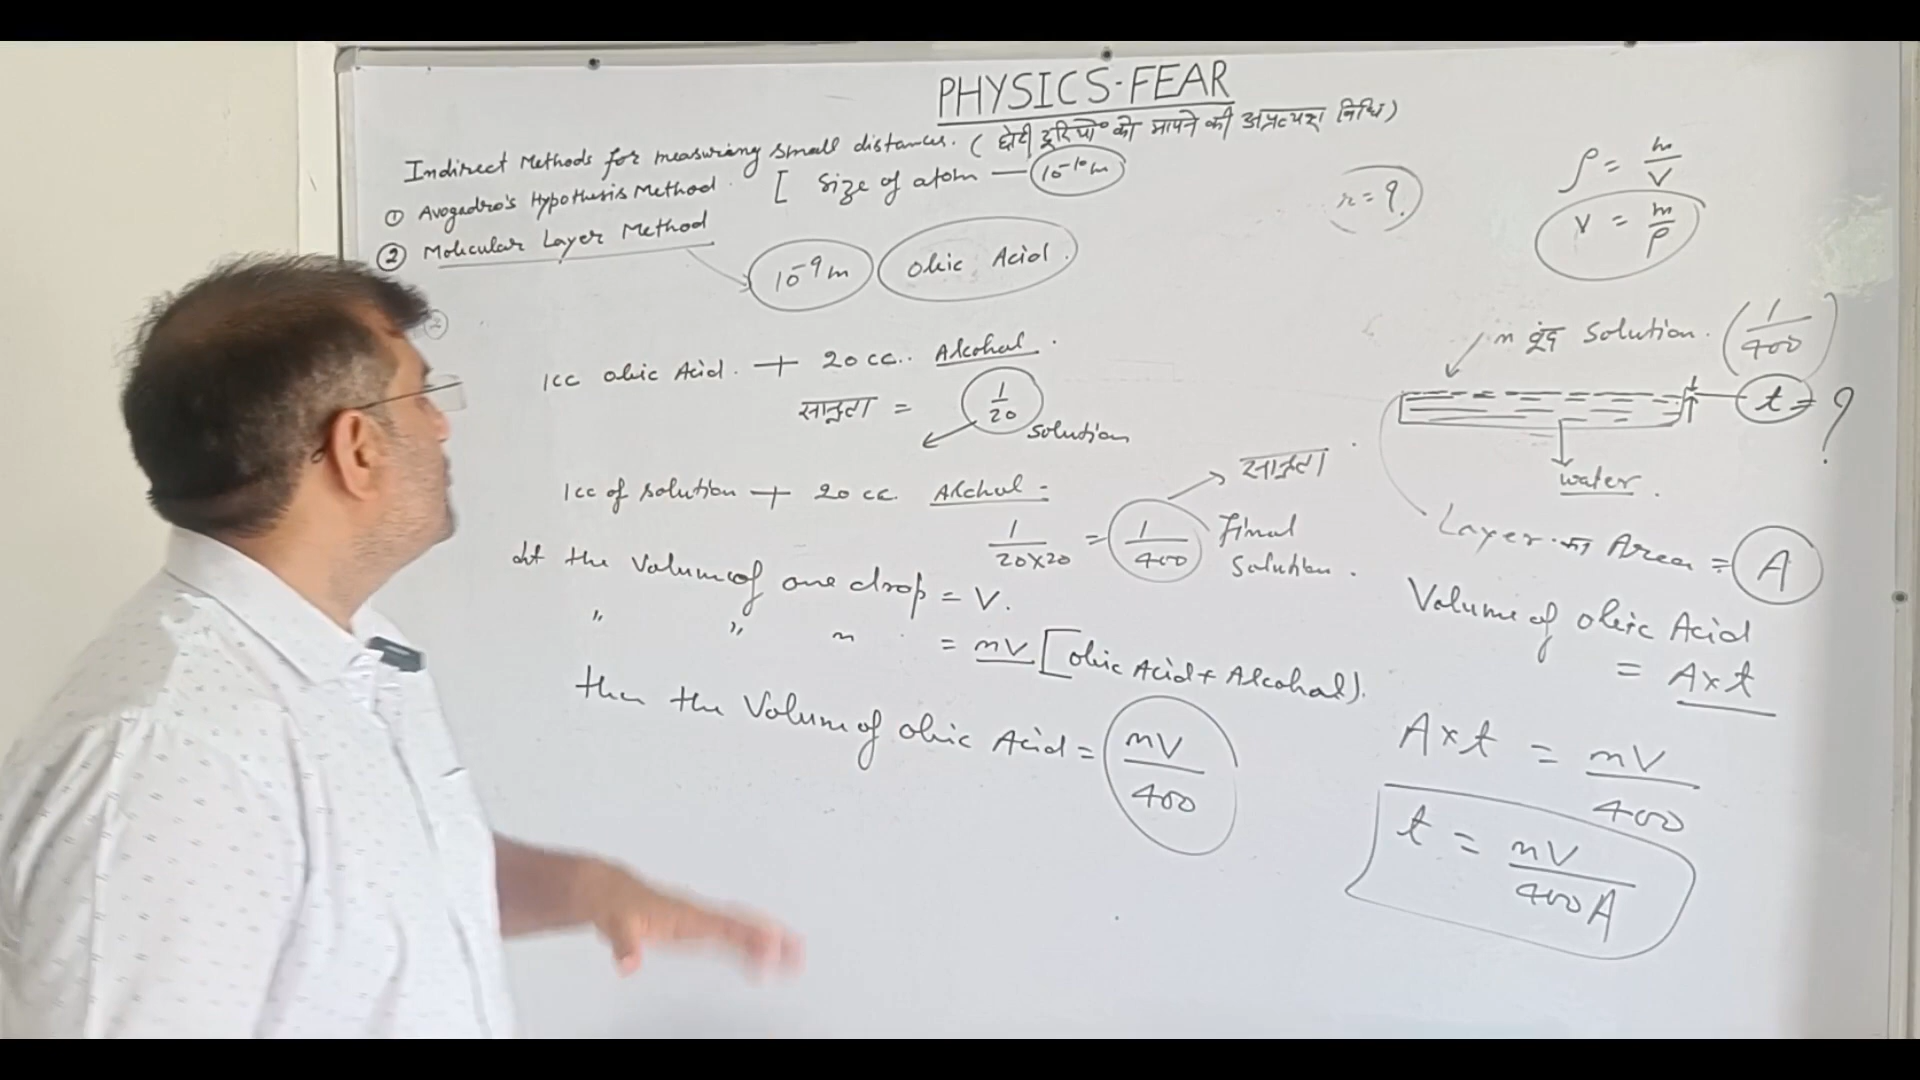 PHYSICS-FEAR
Indirect Methods for measuring small distances. (छोटी दूरियों को मापने की अप्रत्यक्ष विधि)
① Avogadro's Hypothesis Method. [ Size of atom — 10⁻¹⁰m
② Molicular Layer Method
10⁻⁹m Olic Acid.
r = ?
ρ = m/V
V = m/ρ
1cc olic Acid. + 20 cc. Alcohal.
सान्द्रता = 1/20
solution
1cc of solution + 20 cc. Alchol =
1/20×20 = 1/400 Final
Solution.
सान्द्रता
let the Volume of one drop = V.
" " n = nV [olic Acid + Alcohal).
then the Volume of olic Acid = nV/400
n बूंद Solution. (1/400)
t = ?
water.
Layer का Area = A
Volume of oleic Acid
= A×t
A×t = nV/400
t = nV/400A